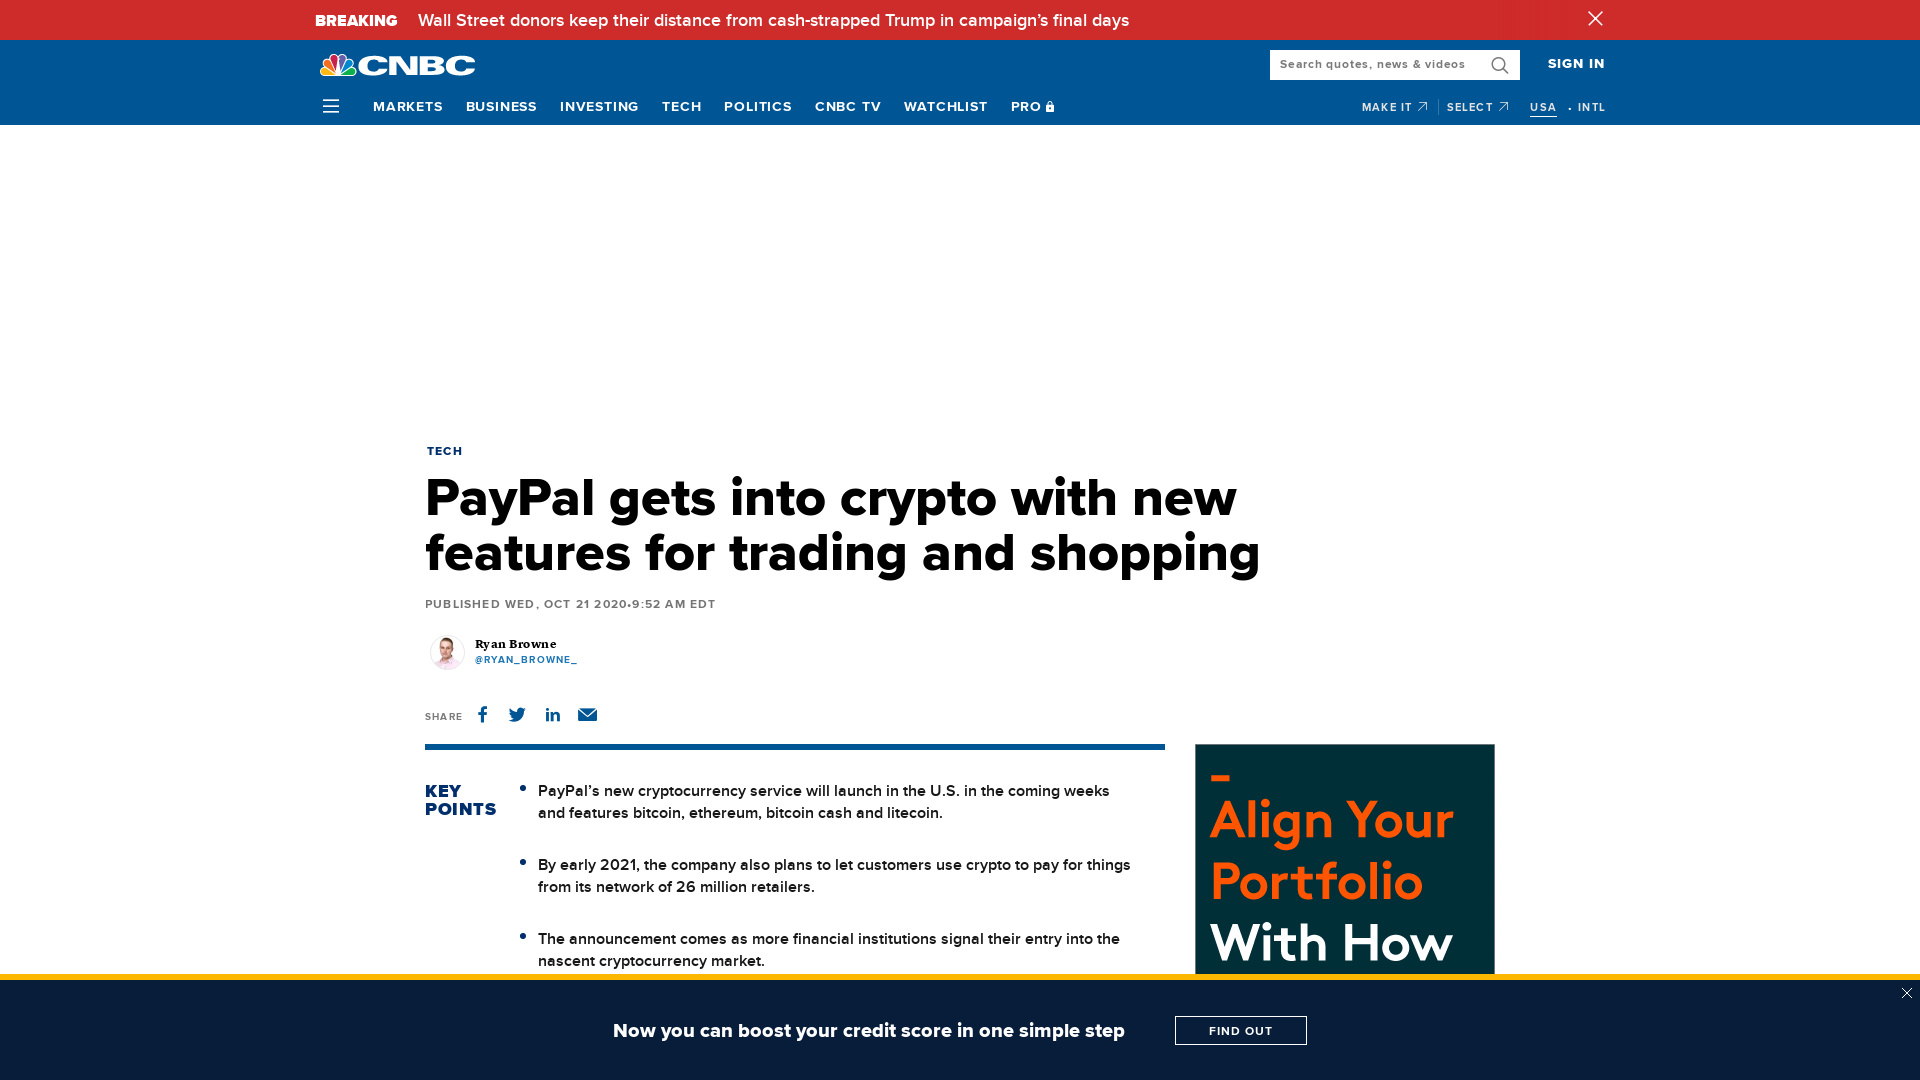 BREAKING Wall Street donors keep their distance from cash-strapped Trump in campaign’s final days
CNBC
Search quotes, news & videos
SIGN IN
MARKETS BUSINESS INVESTING TECH POLITICS CNBC TV WATCHLIST PRO
MAKE IT SELECT USA • INTL
TECH
PayPal gets into crypto with new
features for trading and shopping
PUBLISHED WED, OCT 21 2020•9:52 AM EDT
Ryan Browne
@RYAN_BROWNE_
SHARE
KEY
POINTS
PayPal’s new cryptocurrency service will launch in the U.S. in the coming weeks
and features bitcoin, ethereum, bitcoin cash and litecoin.
By early 2021, the company also plans to let customers use crypto to pay for things
from its network of 26 million retailers.
The announcement comes as more financial institutions signal their entry into the
nascent cryptocurrency market.
Align Your
Portfolio
With How
Now you can boost your credit score in one simple step
FIND OUT